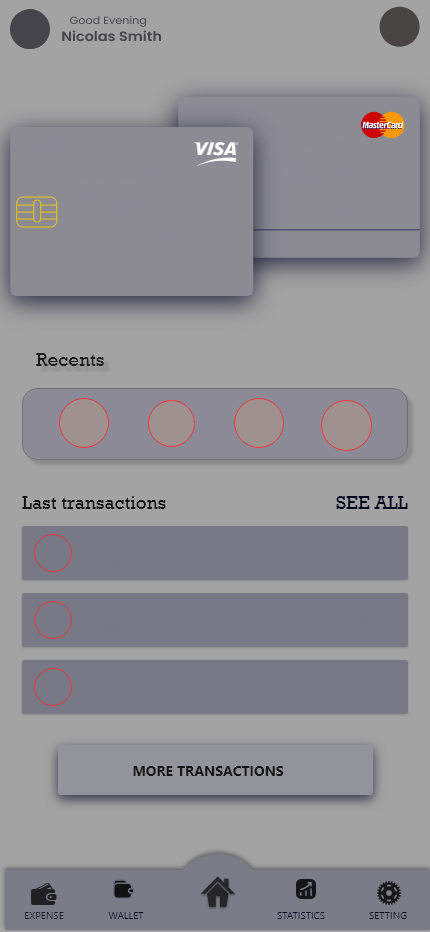 Good Evening
Nicolas Smith
MasterCard
VISA
Recents
Last transactions
SEE ALL
MORE TRANSACTIONS
EXPENSE
WALLET
STATISTICS
SETTING